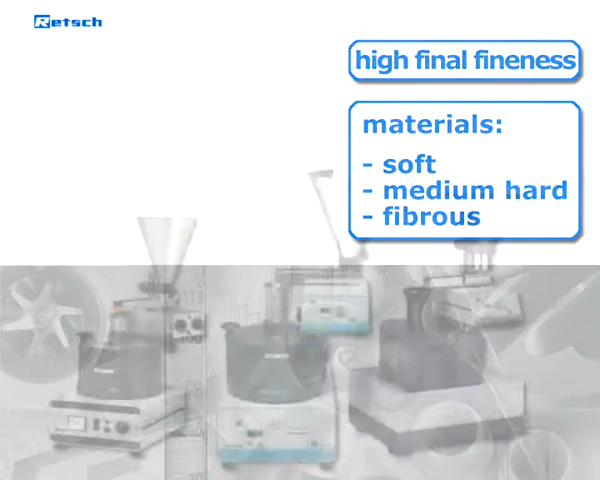 Retsch
high final fineness
materials:
- soft
- medium hard
- fibrous